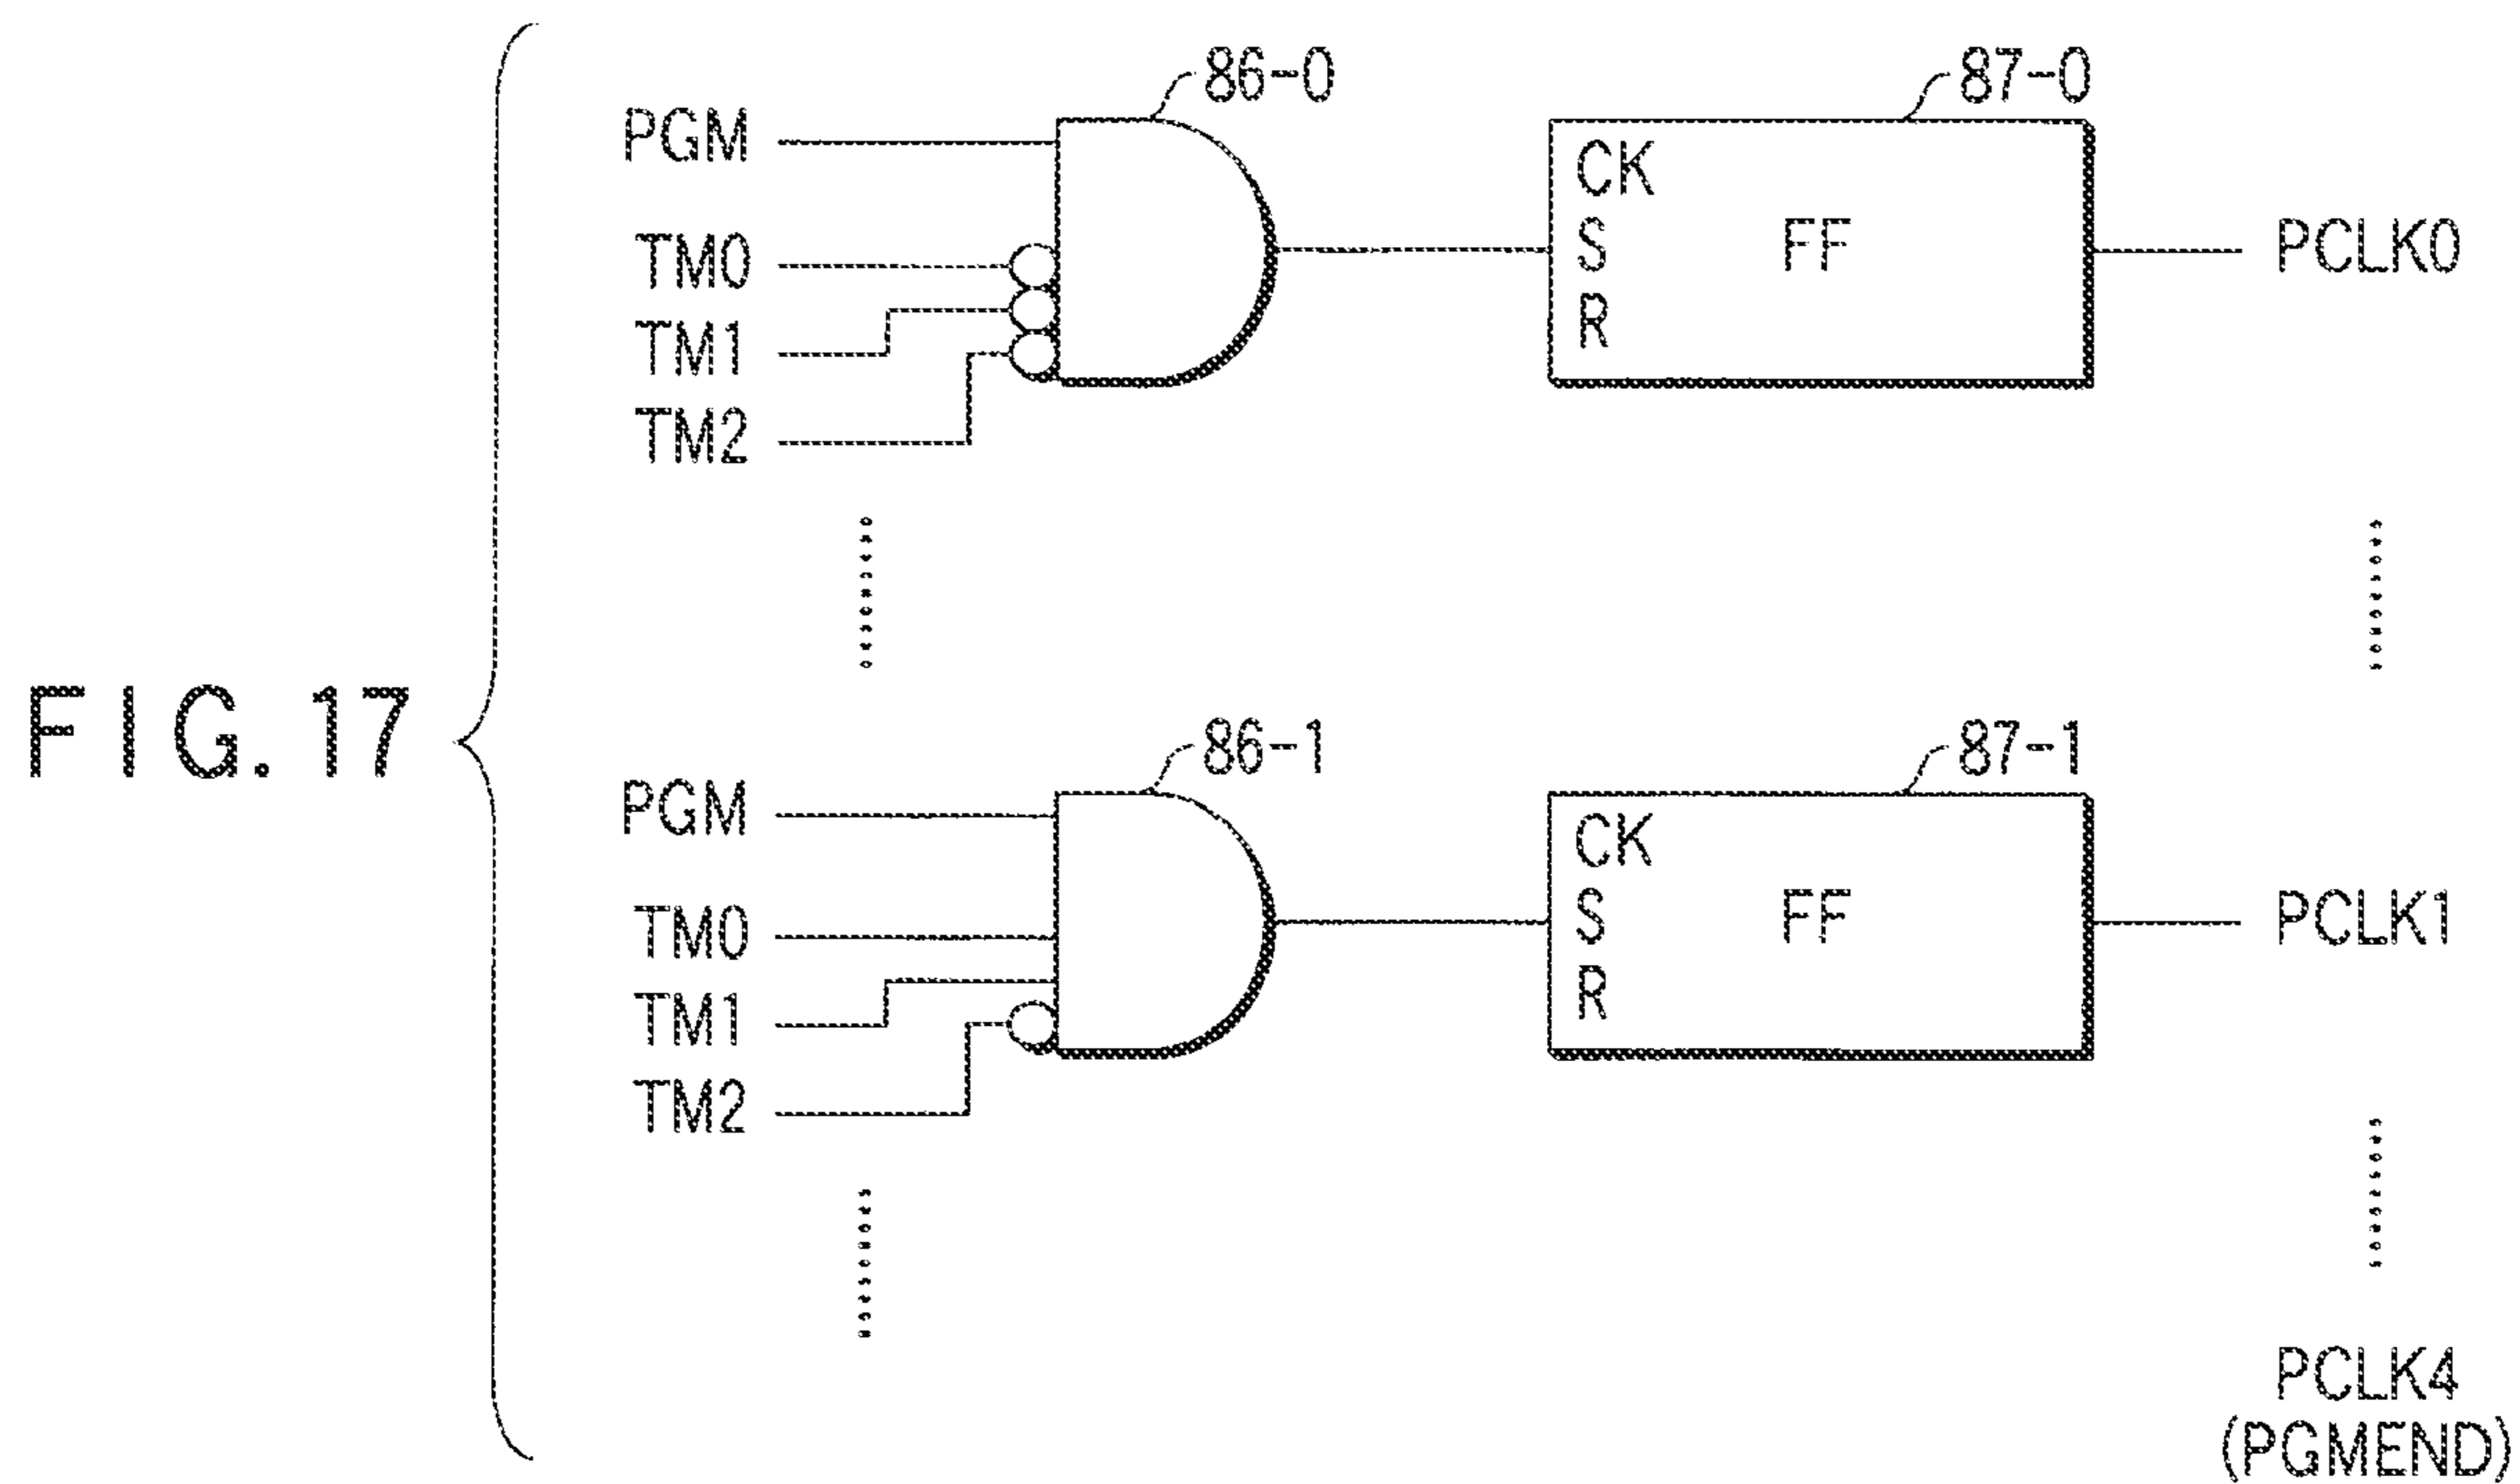 FIG.17
86-0
87-0
PGM
TM0
TM1
TM2
CK
S
R
FF
PCLK0
86-1
87-1
PGM
TM0
TM1
TM2
CK
S
R
FF
PCLK1
PCLK4
(PGMEND)